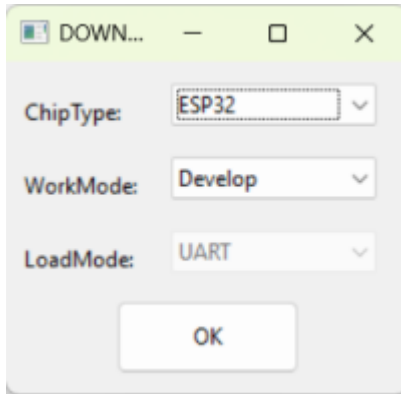 DOWN...
ChipType: ESP32
WorkMode: Develop
LoadMode: UART
OK